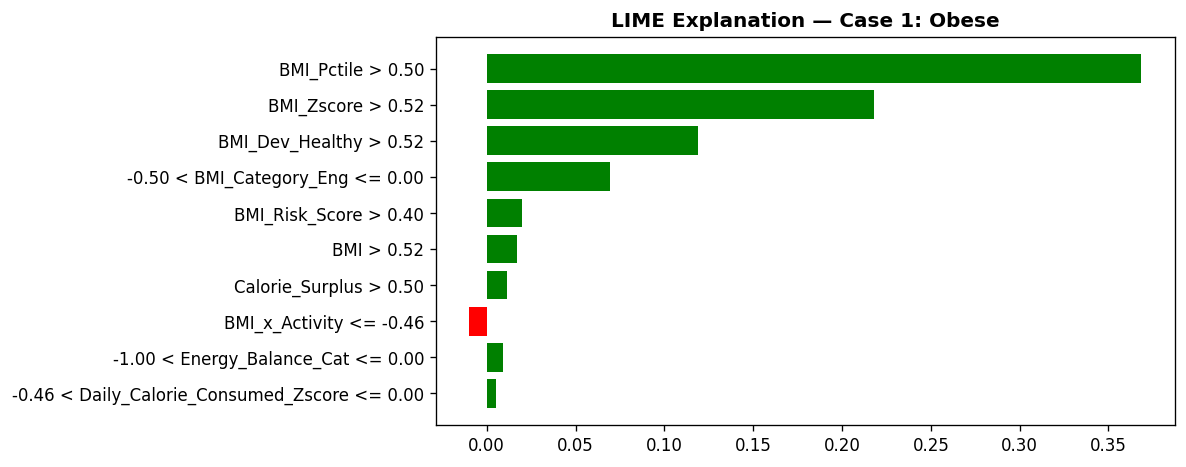 LIME Explanation — Case 1: Obese
BMI_Pctile > 0.50
BMI_Zscore > 0.52
BMI_Dev_Healthy > 0.52
-0.50 < BMI_Category_Eng <= 0.00
BMI_Risk_Score > 0.40
BMI > 0.52
Calorie_Surplus > 0.50
BMI_x_Activity <= -0.46
-1.00 < Energy_Balance_Cat <= 0.00
-0.46 < Daily_Calorie_Consumed_Zscore <= 0.00
0.00 0.05 0.10 0.15 0.20 0.25 0.30 0.35